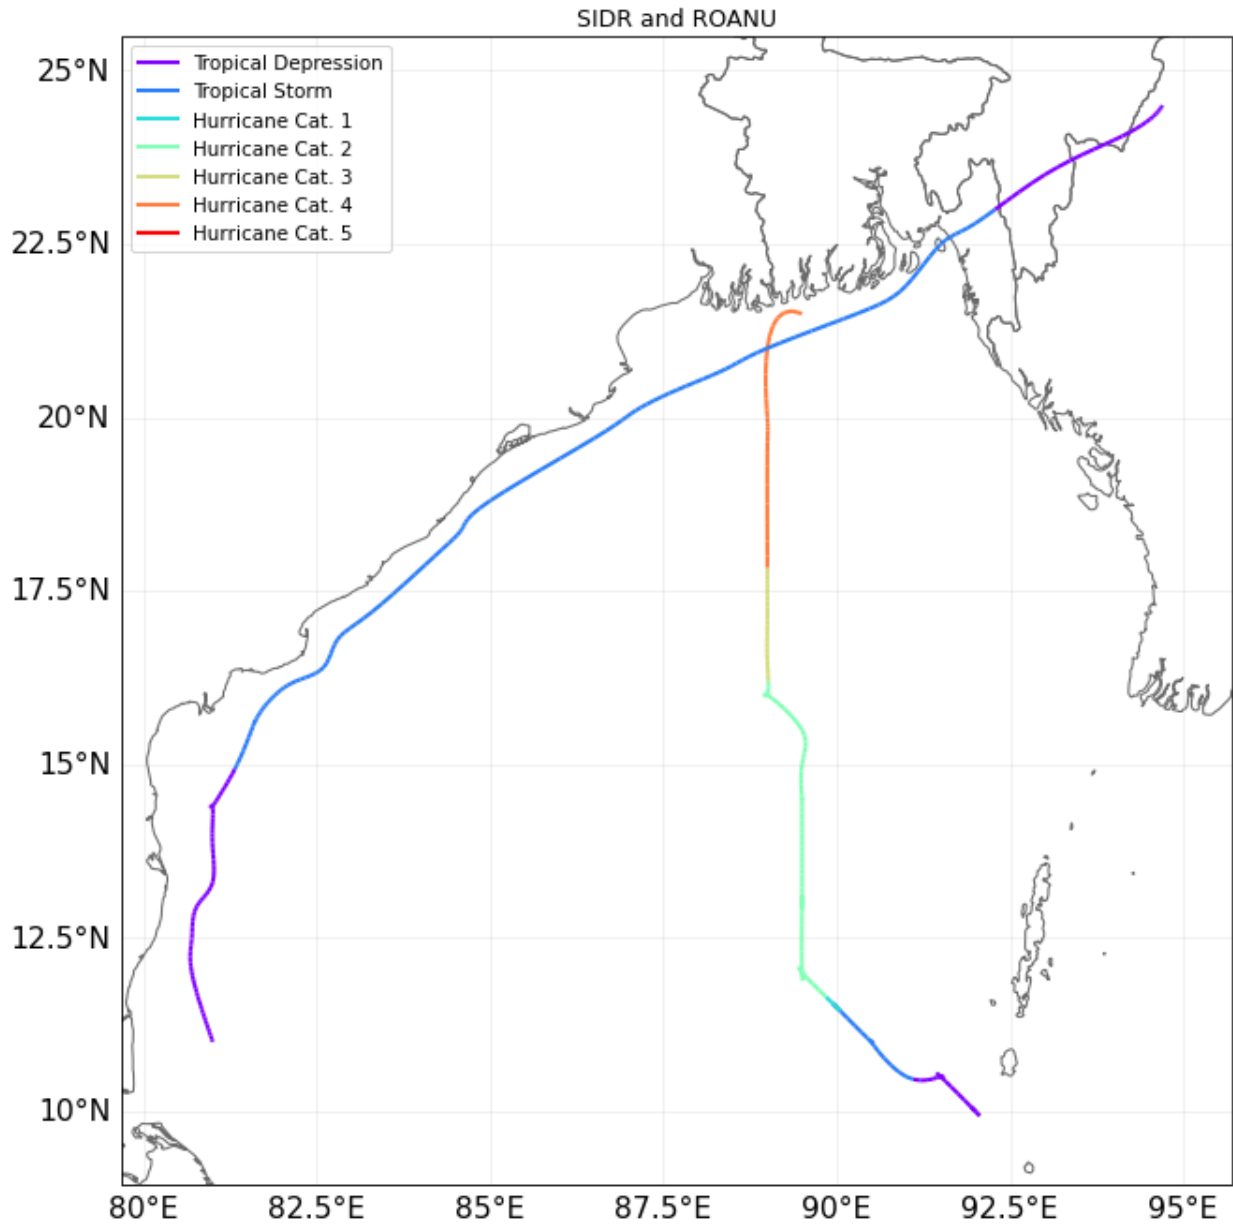 SIDR and ROANU
Tropical Depression
Tropical Storm
Hurricane Cat. 1
Hurricane Cat. 2
Hurricane Cat. 3
Hurricane Cat. 4
Hurricane Cat. 5
25°N
22.5°N
20°N
17.5°N
15°N
12.5°N
10°N
80°E 82.5°E 85°E 87.5°E 90°E 92.5°E 95°E